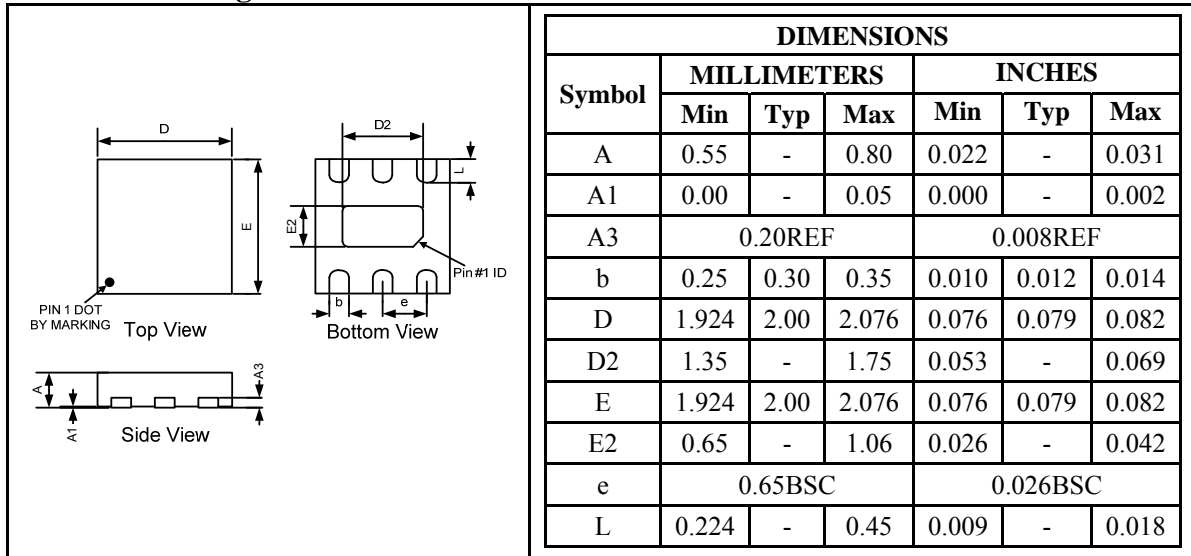 D
E
PIN 1 DOT
BY MARKING
Top View
D2
L
E2
Pin #1 ID
b
e
Bottom View
A
A1
A3
Side View
DIMENSIONS
Symbol MILLIMETERS INCHES
Min Typ Max Min Typ Max
A 0.55 - 0.80 0.022 - 0.031
A1 0.00 - 0.05 0.000 - 0.002
A3 0.20REF 0.008REF
b 0.25 0.30 0.35 0.010 0.012 0.014
D 1.924 2.00 2.076 0.076 0.079 0.082
D2 1.35 - 1.75 0.053 - 0.069
E 1.924 2.00 2.076 0.076 0.079 0.082
E2 0.65 - 1.06 0.026 - 0.042
e 0.65BSC 0.026BSC
L 0.224 - 0.45 0.009 - 0.018